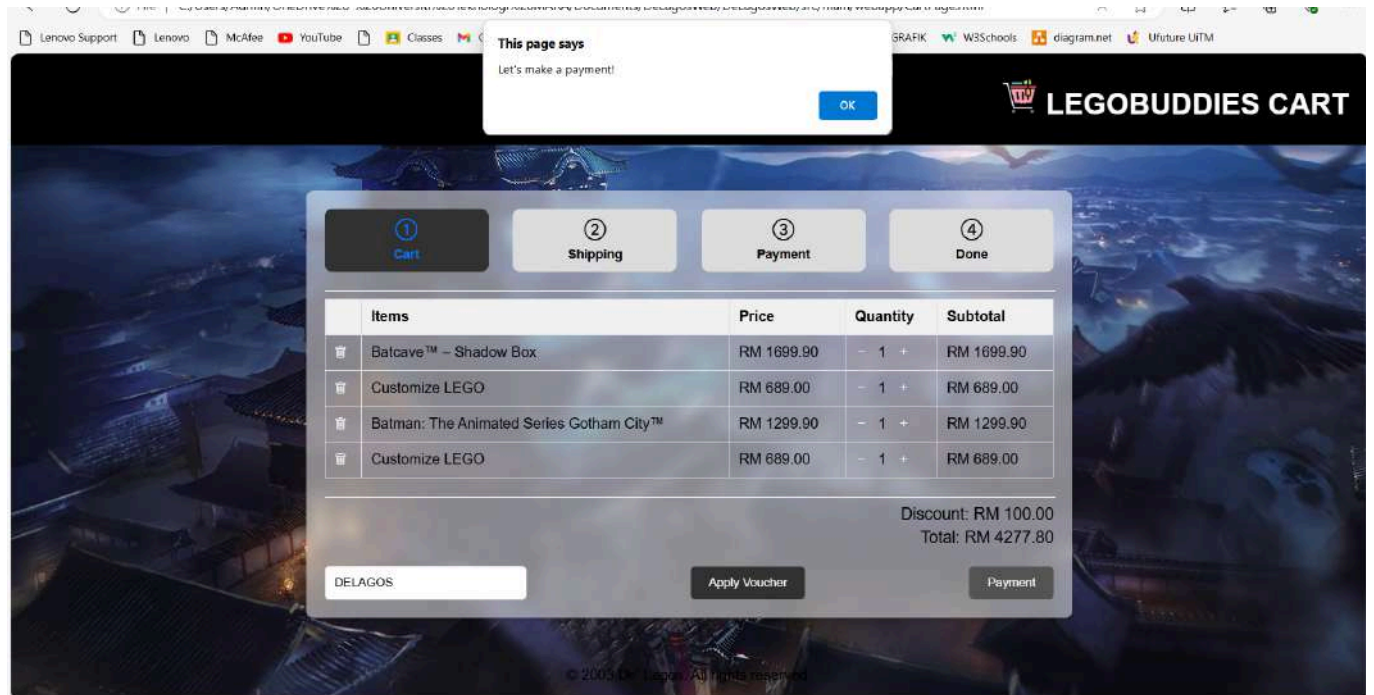 Lenovo Support Lenovo McAfee YouTube Classes GRAFIK W3Schools diagram.net Ufuture UiTM
This page says
Let's make a payment!
OK
LEGOBUDDIES CART
1 2 3 4
Cart Shipping Payment Done
Items Price Quantity Subtotal
Batcave™ – Shadow Box RM 1699.90 - 1 + RM 1699.90
Customize LEGO RM 689.00 - 1 + RM 689.00
Batman: The Animated Series Gotham City™ RM 1299.90 - 1 + RM 1299.90
Customize LEGO RM 689.00 - 1 + RM 689.00
Discount: RM 100.00
Total: RM 4277.80
DELAGOS Apply Voucher Payment
© 2003 De' Legos. All rights reserved